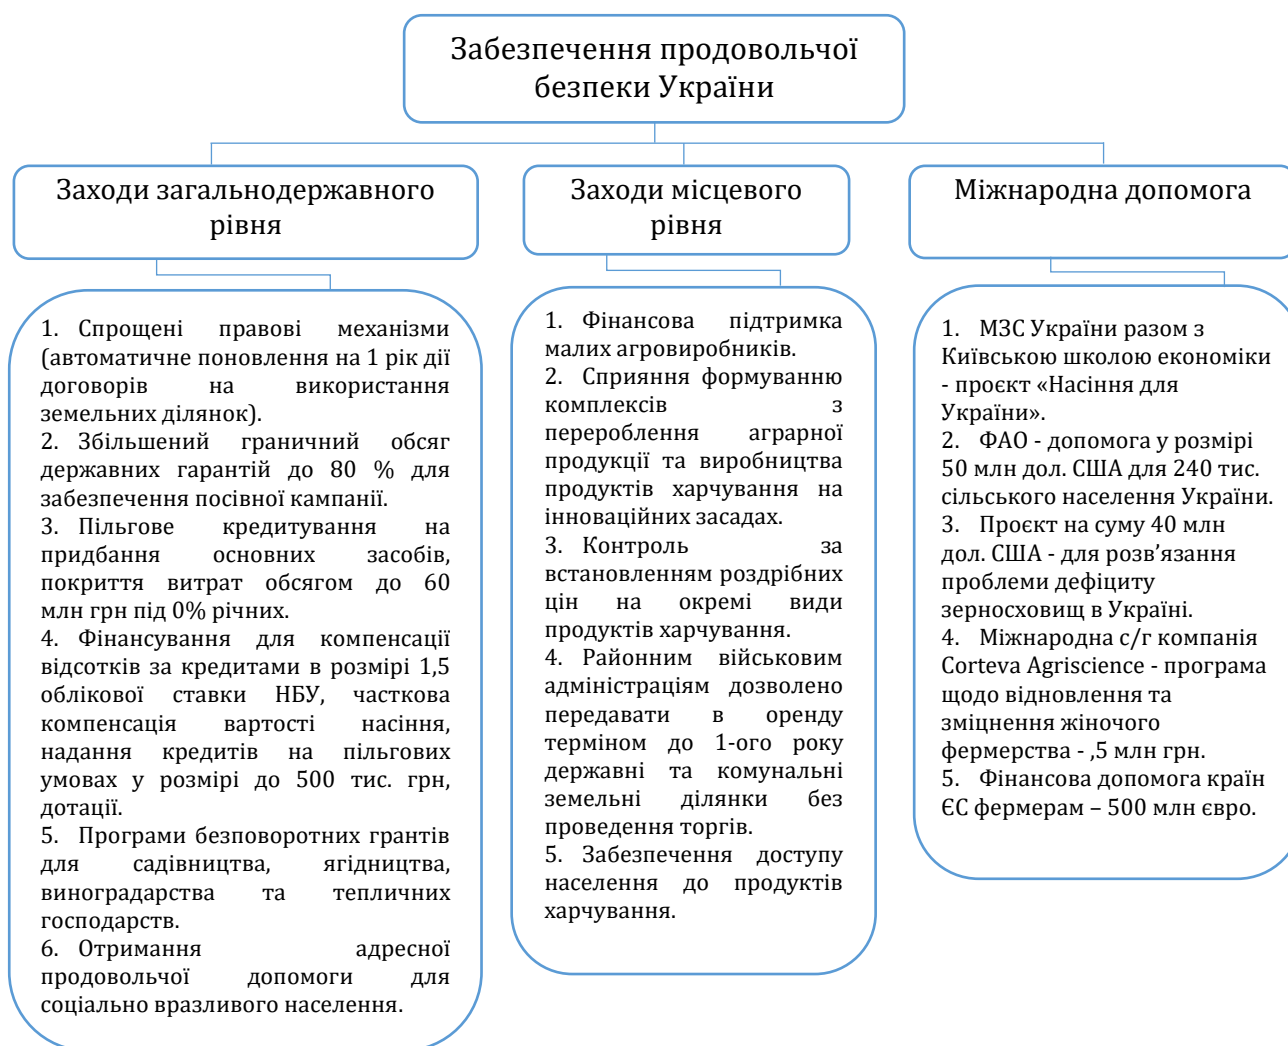 Забезпечення продовольчої
безпеки України
Заходи загальнодержавного
рівня
1. Спрощені правові механізми
(автоматичне поновлення на 1 рік дії
договорів на використання
земельних ділянок).
2. Збільшений граничний обсяг
державних гарантій до 80 % для
забезпечення посівної кампанії.
3. Пільгове кредитування на
придбання основних засобів,
покриття витрат обсягом до 60
млн грн під 0% річних.
4. Фінансування для компенсації
відсотків за кредитами в розмірі 1,5
облікової ставки НБУ, часткова
компенсація вартості насіння,
надання кредитів на пільгових
умовах у розмірі до 500 тис. грн,
дотації.
5. Програми безповоротних грантів
для садівництва, ягідництва,
виноградарства та тепличних
господарств.
6. Отримання адресної
продовольчої допомоги для
соціально вразливого населення.
Заходи місцевого
рівня
1. Фінансова підтримка
малих агровиробників.
2. Сприяння формуванню
комплексів з
перероблення аграрної
продукції та виробництва
продуктів харчування на
інноваційних засадах.
3. Контроль за
встановленням роздрібних
цін на окремі види
продуктів харчування.
4. Районним військовим
адміністраціям дозволено
передавати в оренду
терміном до 1-ого року
державні та комунальні
земельні ділянки без
проведення торгів.
5. Забезпечення доступу
населення до продуктів
харчування.
Міжнародна допомога
1. МЗС України разом з
Київською школою економіки
- проєкт «Насіння для
України».
2. ФАО - допомога у розмірі
50 млн дол. США для 240 тис.
сільського населення України.
3. Проєкт на суму 40 млн
дол. США - для розв’язання
проблеми дефіциту
зерносховищ в Україні.
4. Міжнародна с/г компанія
Corteva Agriscience - програма
щодо відновлення та
зміцнення жіночого
фермерства - ,5 млн грн.
5. Фінансова допомога країн
ЄС фермерам – 500 млн євро.